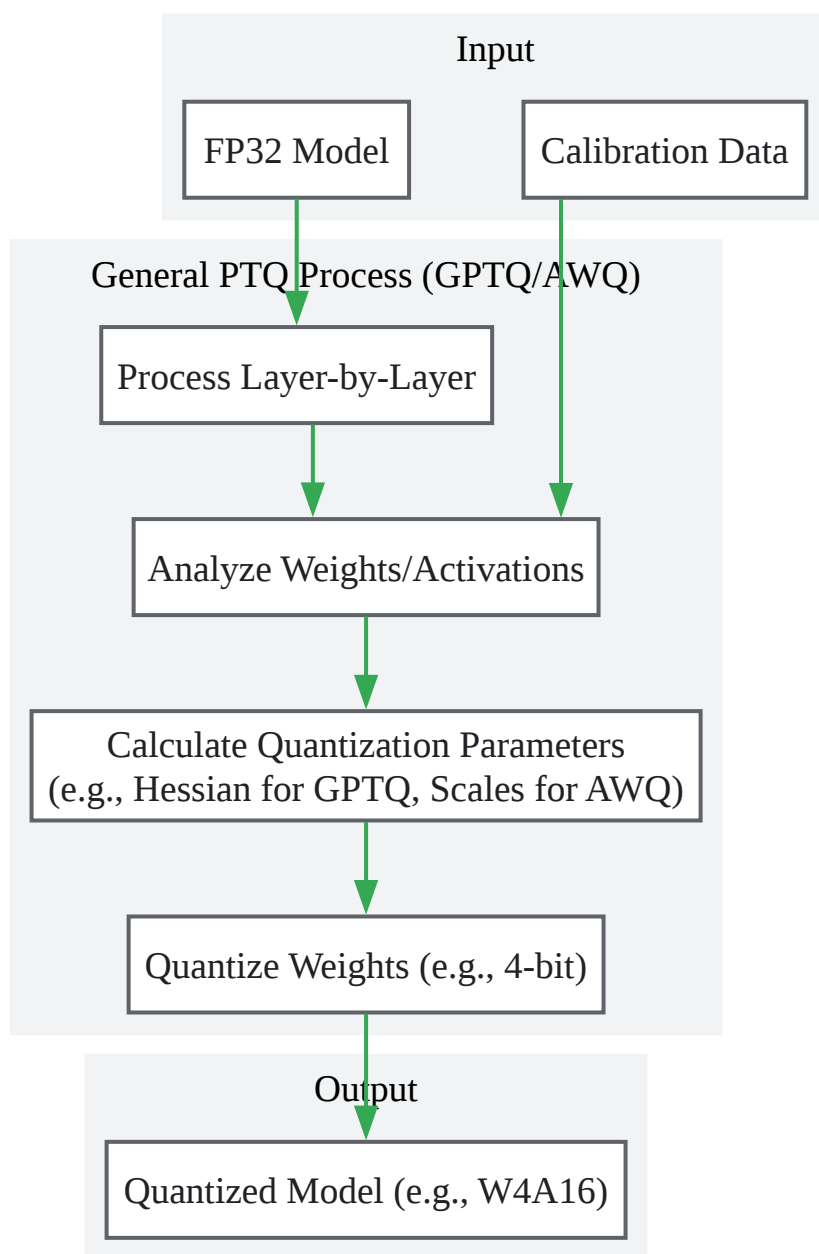 Input
FP32 Model
Calibration Data
General PTQ Process (GPTQ/AWQ)
Process Layer-by-Layer
Analyze Weights/Activations
Calculate Quantization Parameters
(e.g., Hessian for GPTQ, Scales for AWQ)
Quantize Weights (e.g., 4-bit)
Output
Quantized Model (e.g., W4A16)